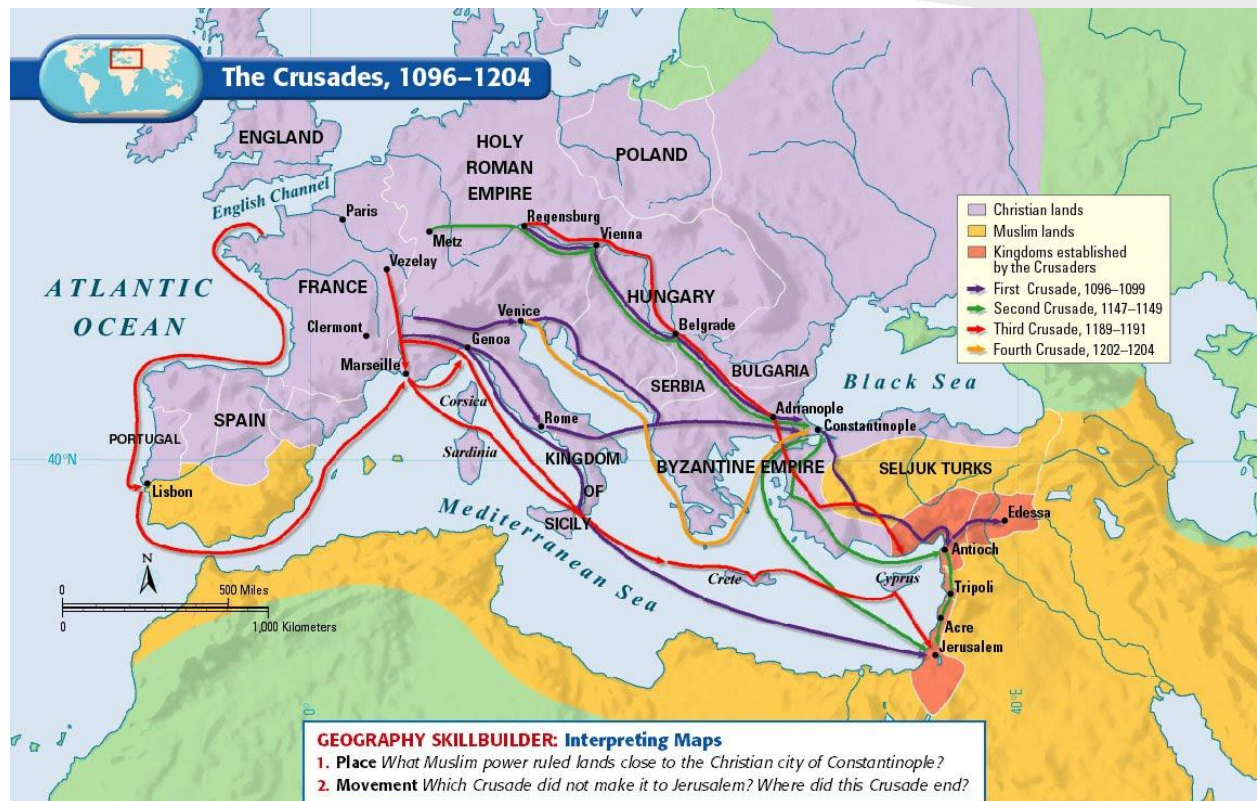 The Crusades, 1096–1204
ENGLAND
HOLY
ROMAN
EMPIRE
POLAND
English Channel
Paris
Metz
Regensburg
Vienna
Vezelay
FRANCE
ATLANTIC
OCEAN
Clermont
Venice
Genoa
HUNGARY
Belgrade
Marseille
Corsica
SERBIA
BULGARIA
Black Sea
Christian lands
Muslim lands
Kingdoms established
by the Crusaders
First Crusade, 1096–1099
Second Crusade, 1147–1149
Third Crusade, 1189–1191
Fourth Crusade, 1202–1204
PORTUGAL
SPAIN
Rome
Adrianople
Constantinople
40°N
Lisbon
Sardinia
KINGDOM
OF
SICILY
BYZANTINE EMPIRE
SELJUK TURKS
Edessa
Mediterranean Sea
Antioch
Crete
Cyprus
Tripoli
Acre
Jerusalem
N
0 500 Miles
0 1,000 Kilometers
0°
40°E
GEOGRAPHY SKILLBUILDER: Interpreting Maps
1. Place What Muslim power ruled lands close to the Christian city of Constantinople?
2. Movement Which Crusade did not make it to Jerusalem? Where did this Crusade end?